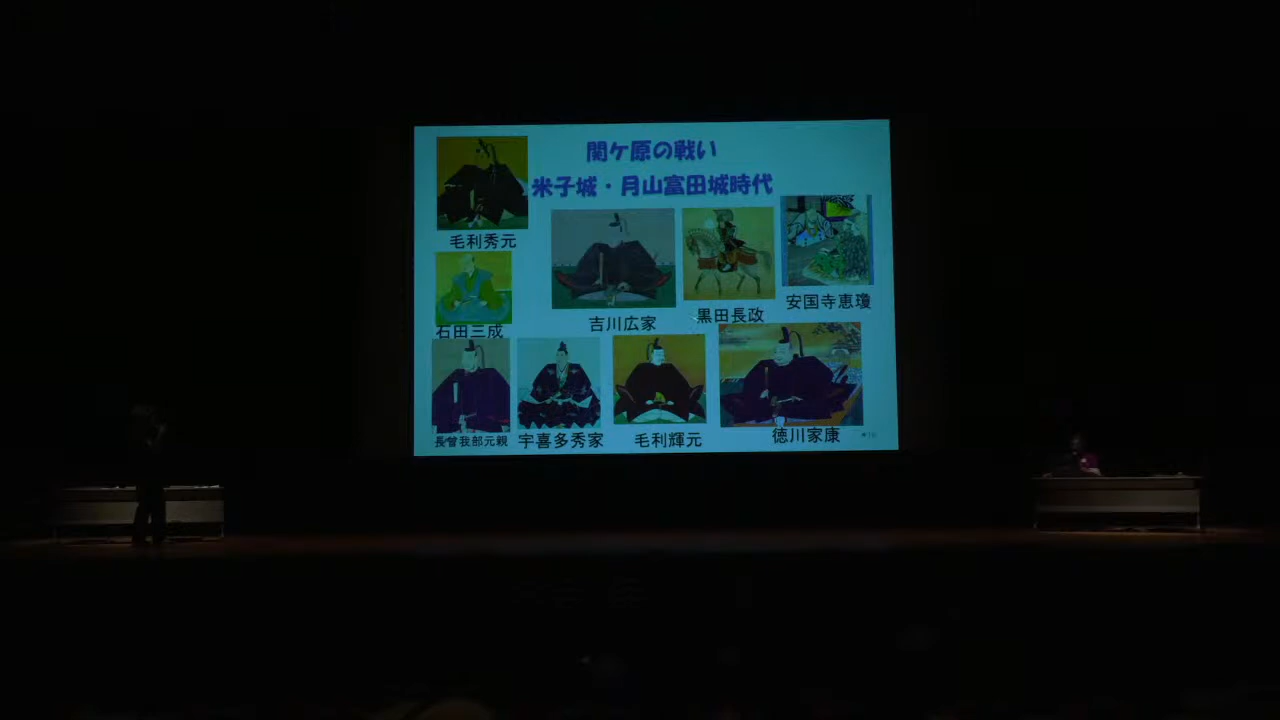 関ケ原の戦い
米子城・月山富田城時代
毛利秀元
石田三成
吉川広家
黒田長政
安国寺恵瓊
長曽我部元親
宇喜多秀家
毛利輝元
徳川家康